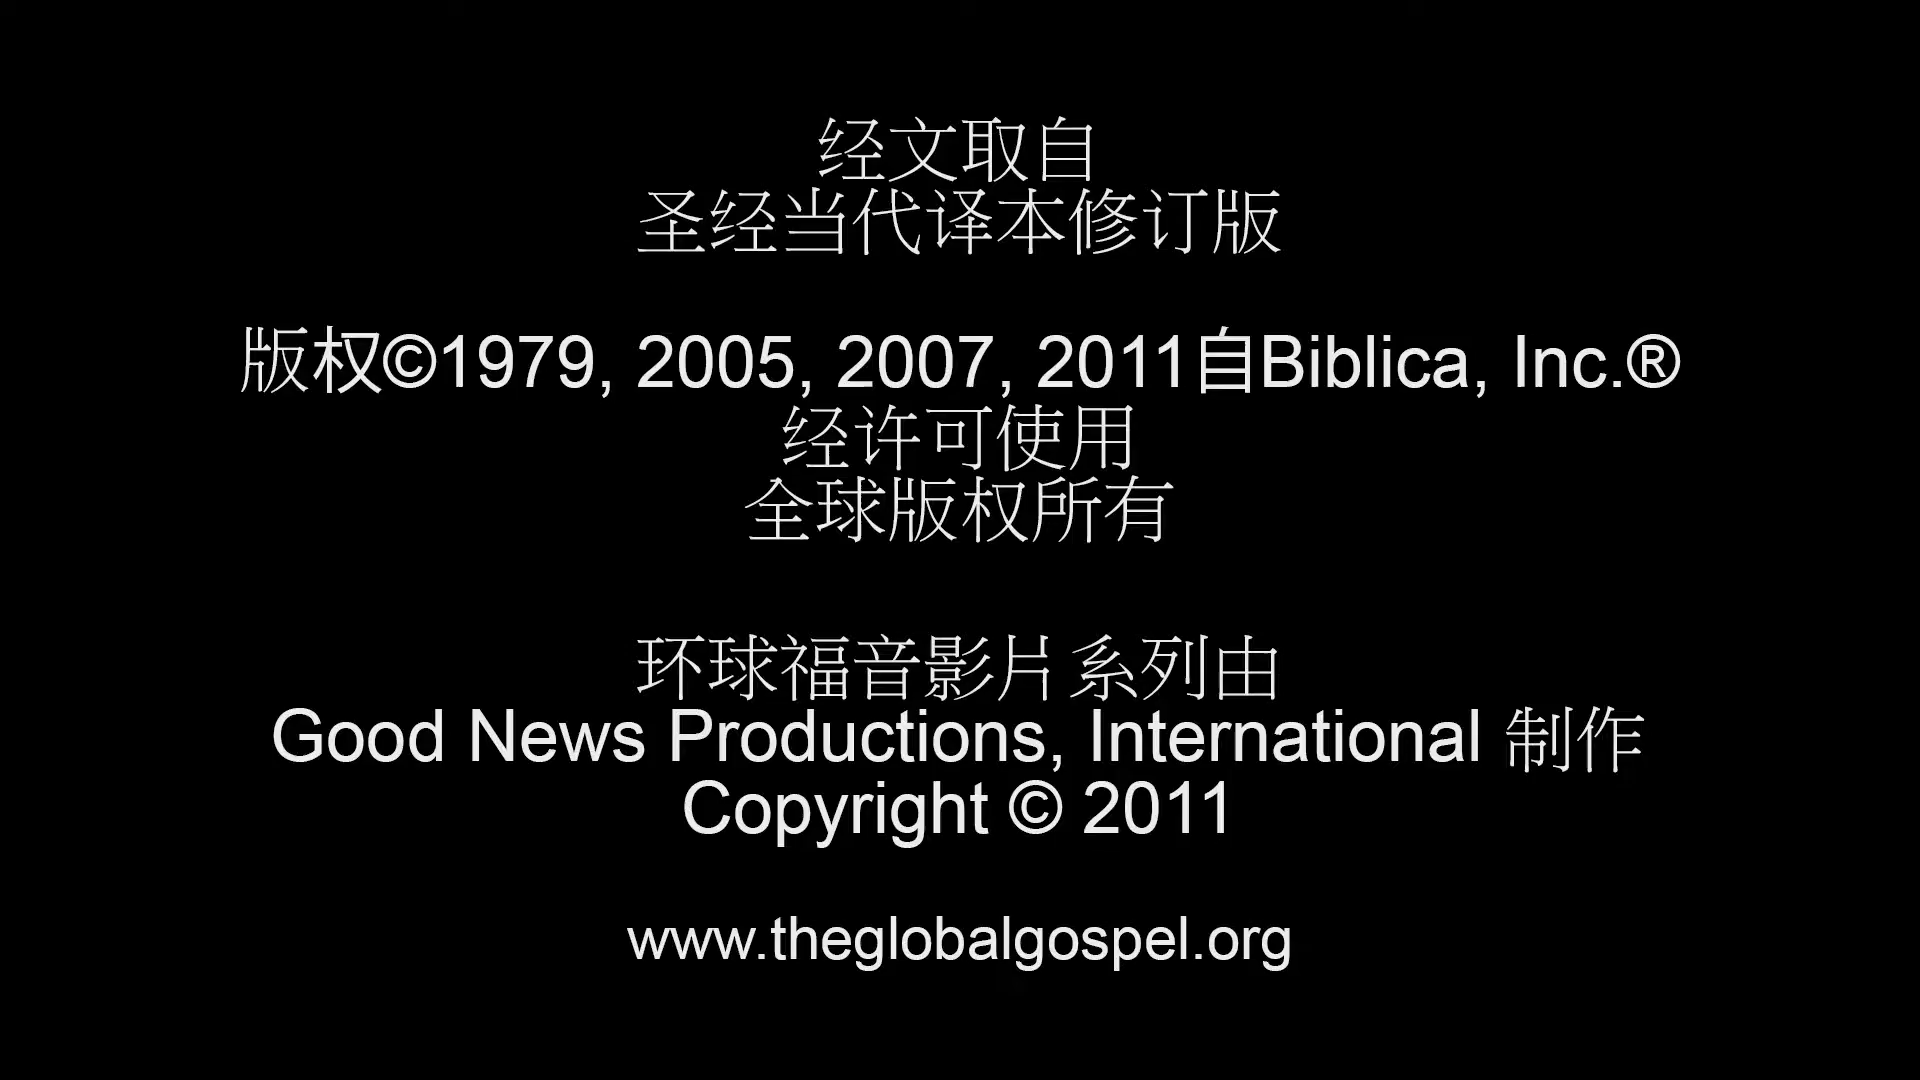 经文取自
圣经当代译本修订版
版权©1979, 2005, 2007, 2011自Biblica, Inc.®
经许可使用
全球版权所有
环球福音影片系列由
Good News Productions, International 制作
Copyright © 2011
www.theglobalgospel.org